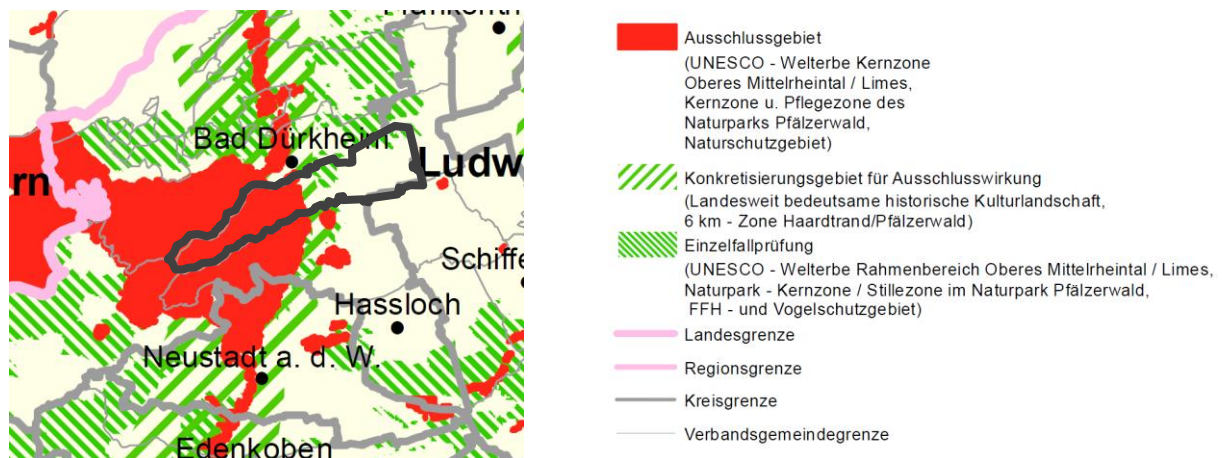 Bad Dürkheim
Ludw
rn
Schiffe
Hassloch
Neustadt a. d. W.
Edenkoben
Ausschlussgebiet
(UNESCO - Welterbe Kernzone
Oberes Mittelrheintal / Limes,
Kernzone u. Pflegezone des
Naturparks Pfälzerwald,
Naturschutzgebiet)
Konkretisierungsgebiet für Ausschlusswirkung
(Landesweit bedeutsame historische Kulturlandschaft,
6 km - Zone Haardtrand/Pfälzerwald)
Einzelfallprüfung
(UNESCO - Welterbe Rahmenbereich Oberes Mittelrheintal / Limes,
Naturpark - Kernzone / Stillezone im Naturpark Pfälzerwald,
FFH - und Vogelschutzgebiet)
Landesgrenze
Regionsgrenze
Kreisgrenze
Verbandsgemeindegrenze